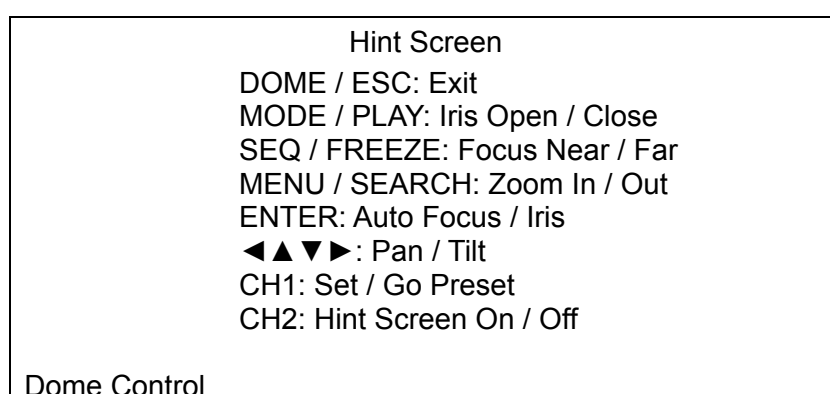 Hint Screen
DOME / ESC: Exit
MODE / PLAY: Iris Open / Close
SEQ / FREEZE: Focus Near / Far
MENU / SEARCH: Zoom In / Out
ENTER: Auto Focus / Iris
◄▲▼►: Pan / Tilt
CH1: Set / Go Preset
CH2: Hint Screen On / Off
Dome Control